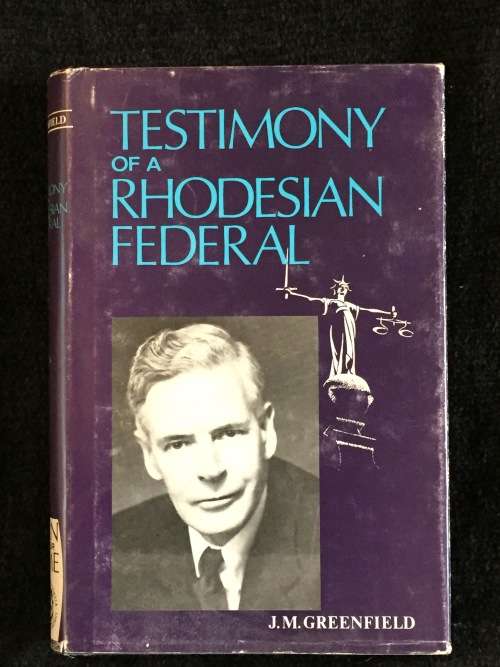 TESTIMONY
OF A
RHODESIAN
FEDERAL
J.M. GREENFIELD